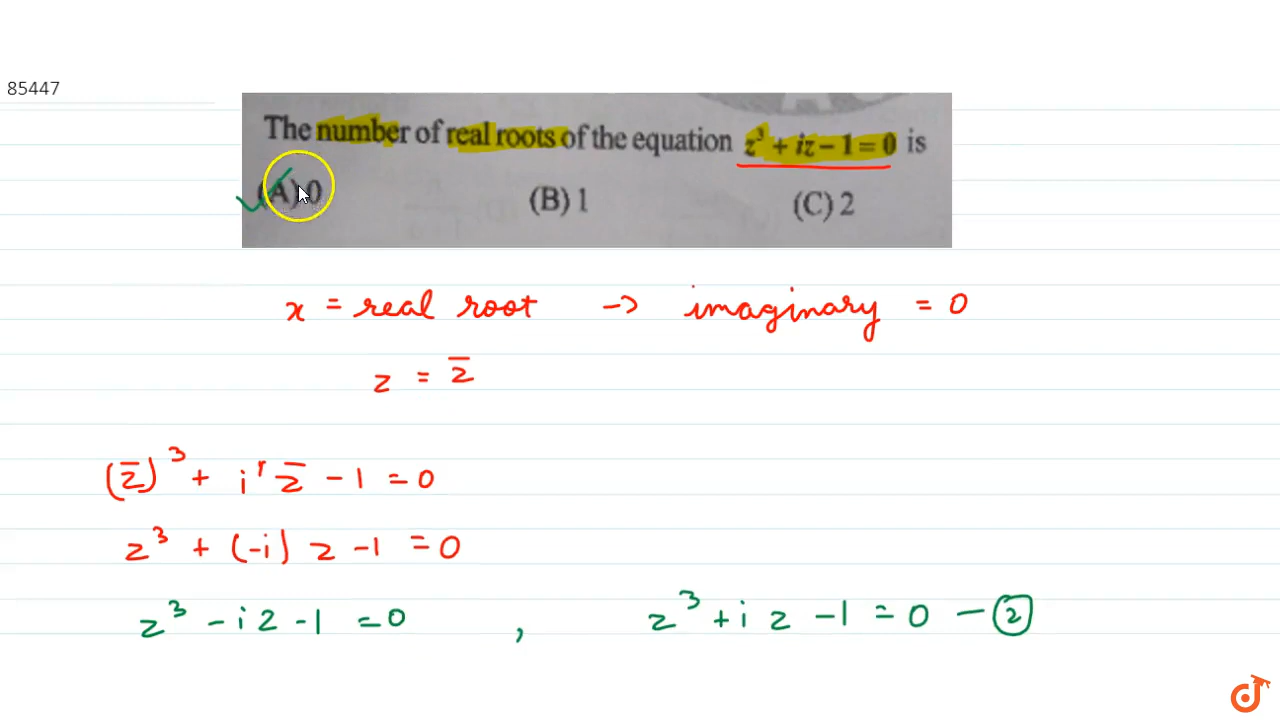 85447
The number of real roots of the equation z³ + iz − 1 = 0 is
(A) 0 (B) 1 (C) 2
x = real root → imaginary = 0
z = z̅
(z̅)³ + i' z̅ - 1 = 0
z³ + (-i) z - 1 = 0
z³ - i z - 1 = 0 , z³ + i z - 1 = 0 — ②